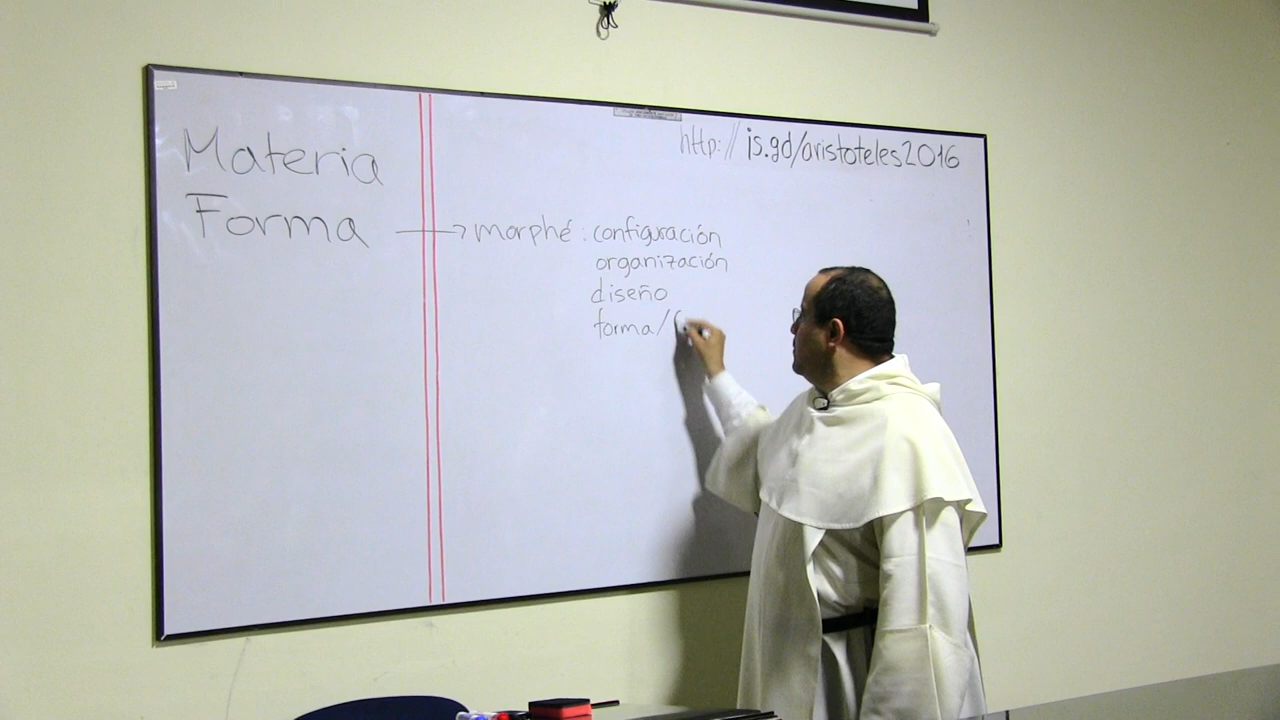 http://is.gd/aristoteles2016
Materia
Forma → morphé: configuración
organización
diseño
forma/